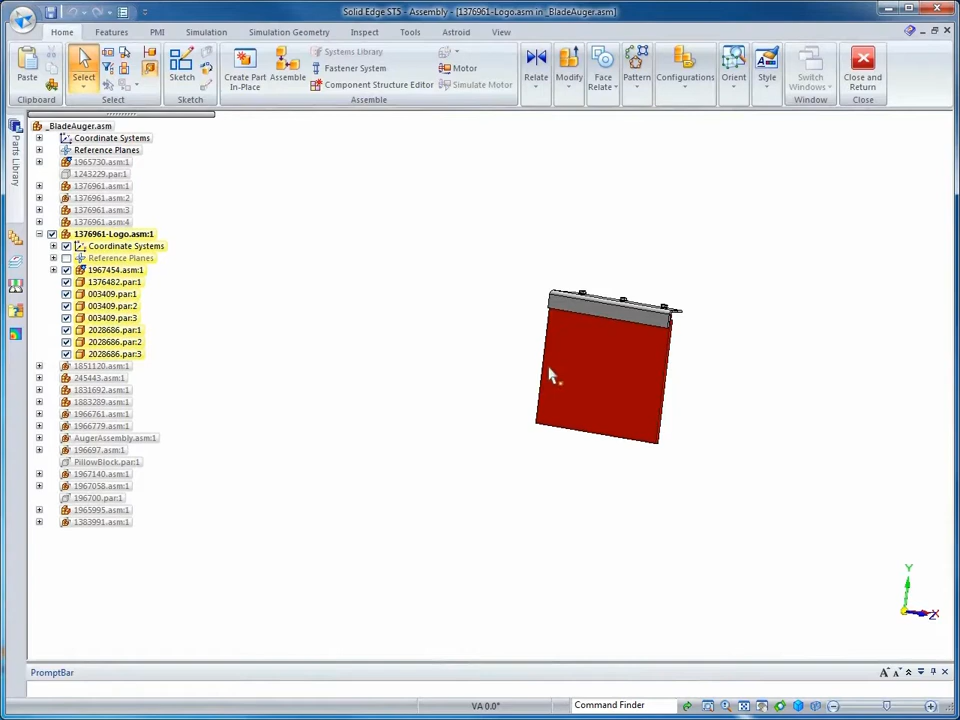 Solid Edge ST5 - Assembly - [1376961-Logo.asm in _BladeAuger.asm]
Home Features PMI Simulation Simulation Geometry Inspect Tools Astroid View
Paste
Clipboard
Select
Select
Sketch
Sketch
Create Part In-Place
Assemble
Systems Library
Fastener System
Component Structure Editor
Motor
Simulate Motor
Assemble
Relate
Modify
Face Relate
Pattern
Configurations
Orient
Style
Switch Windows
Window
Close and Return
Close
Parts Library
_BladeAuger.asm
Coordinate Systems
Reference Planes
1965730.asm:1
1243229.par:1
1376961.asm:1
1376961.asm:2
1376961.asm:3
1376961.asm:4
1376961-Logo.asm:1
Coordinate Systems
Reference Planes
1967454.asm:1
1376482.par:1
003409.par:1
003409.par:2
003409.par:3
2028686.par:1
2028686.par:2
2028686.par:3
1851120.asm:1
245443.asm:1
1831692.asm:1
1883289.asm:1
1966761.asm:1
1966779.asm:1
AugerAssembly.asm:1
196697.asm:1
PillowBlock.par:1
1967140.asm:1
1967058.asm:1
196700.par:1
1965995.asm:1
1383991.asm:1
Y
X
Z
PromptBar
A A
VA 0.0°
Command Finder